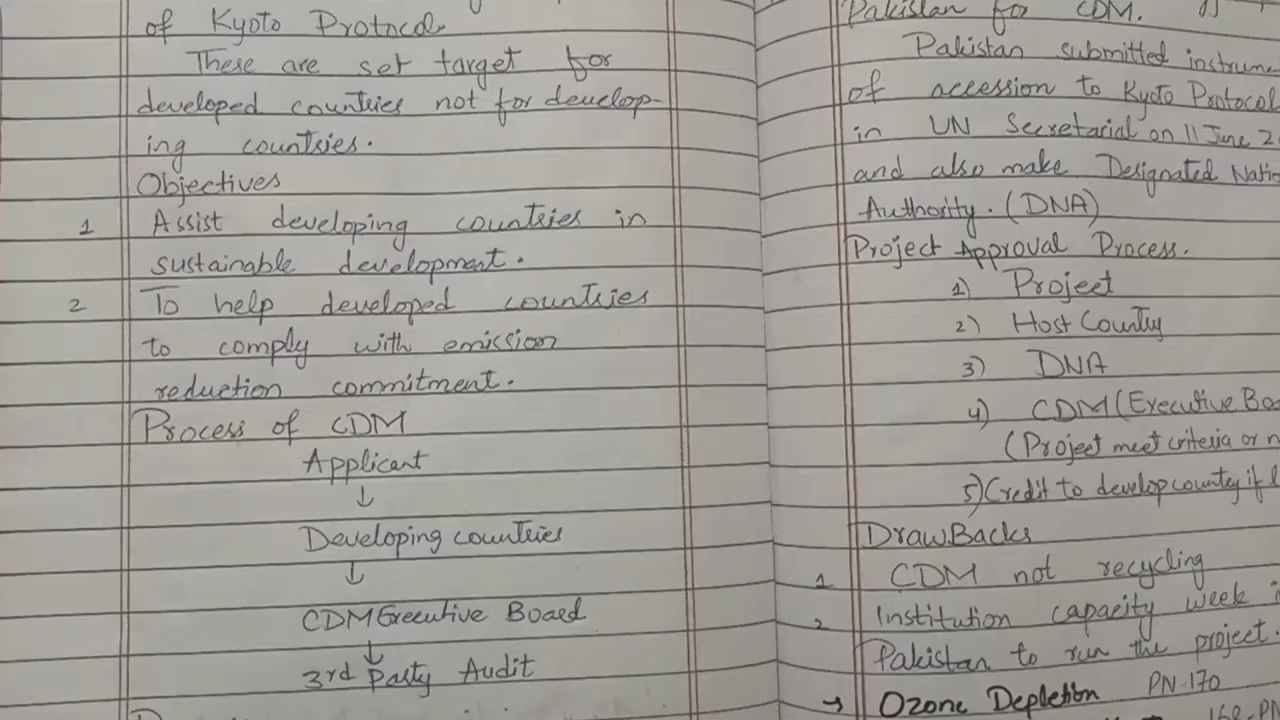 of Kyoto Protocol
These are set target for
developed countries not for develop-
ing countries.
Objectives
1 Assist developing countries in
sustainable development.
2 To help developed countries
to comply with emission
reduction commitment.
Process of CDM
Applicant
↓
Developing countries
↓
CDM Executive Board
↓
3rd Party Audit
Pakistan for CDM.
Pakistan submitted instrume
of accession to Kyoto Protocol
in UN Secretarial on 11 June 2
and also make Designated Natio
Authority. (DNA)
Project Approval Process.
1) Project
2) Host Country
3) DNA
4) CDM (Executive Boa
(Project meet criteria or n
5) Credit to develop country if
DrawBacks
1 CDM not recycling
2 Institution capacity week
Pakistan to run the project.
→ Ozone Depletion PN-170